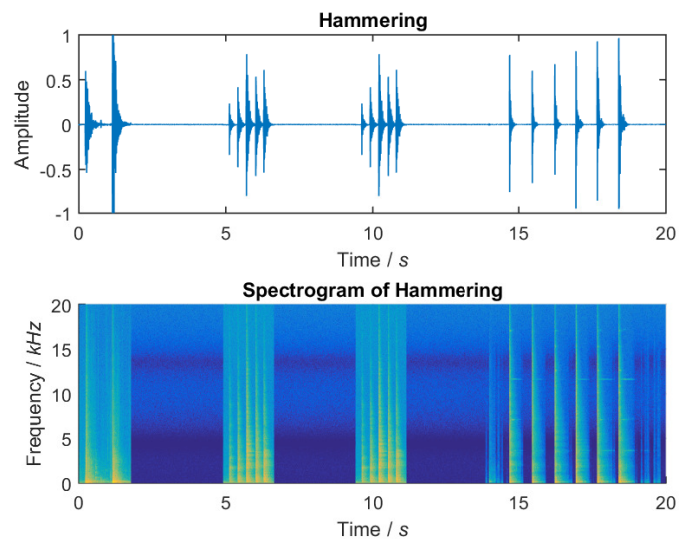 Hammering
1
0.5
0
-0.5
-1
Amplitude
0 5 10 15 20
Time / s
Spectrogram of Hammering
20
15
10
5
0
Frequency / kHz
0 5 10 15 20
Time / s